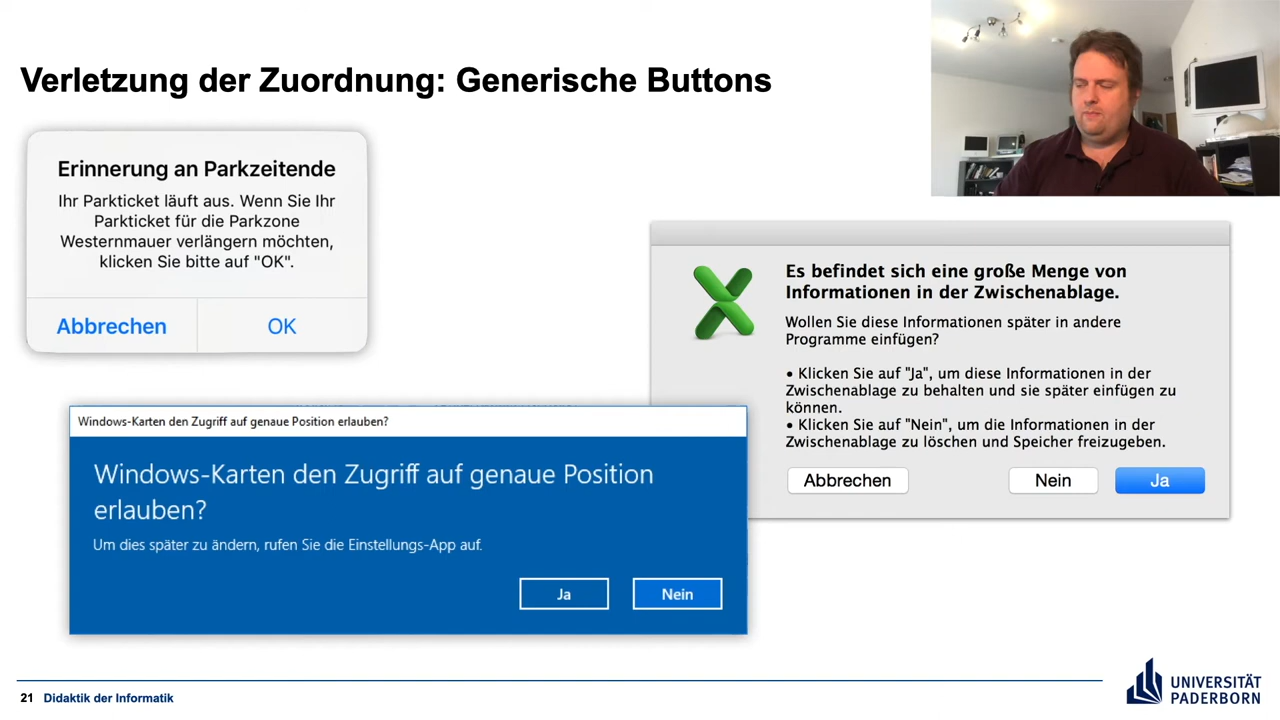 Verletzung der Zuordnung: Generische Buttons
Erinnerung an Parkzeitende
Ihr Parkticket läuft aus. Wenn Sie Ihr
Parkticket für die Parkzone
Westernmauer verlängern möchten,
klicken Sie bitte auf "OK".
Abbrechen
OK
Es befindet sich eine große Menge von
Informationen in der Zwischenablage.
Wollen Sie diese Informationen später in andere
Programme einfügen?
• Klicken Sie auf "Ja", um diese Informationen in der
Zwischenablage zu behalten und sie später einfügen zu
können.
• Klicken Sie auf "Nein", um die Informationen in der
Zwischenablage zu löschen und Speicher freizugeben.
Abbrechen
Nein
Ja
Windows-Karten den Zugriff auf genaue Position erlauben?
Windows-Karten den Zugriff auf genaue Position
erlauben?
Um dies später zu ändern, rufen Sie die Einstellungs-App auf.
Ja
Nein
21 Didaktik der Informatik
UNIVERSITÄT
PADERBORN